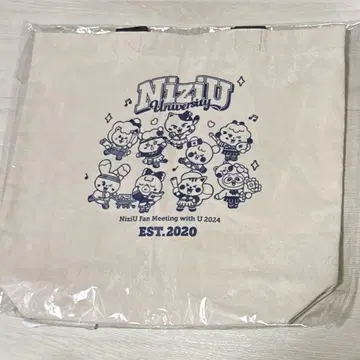 NiziU
University
NiziU Fan Meeting with U 2024
EST.2020